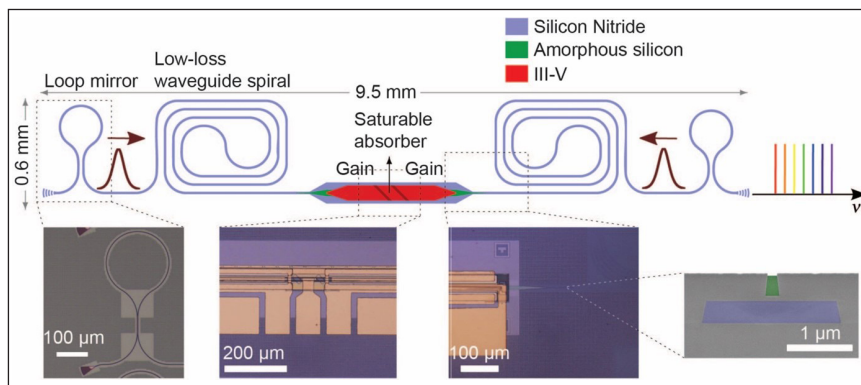 Silicon Nitride
Amorphous silicon
III-V
Loop mirror
Low-loss
waveguide spiral
9.5 mm
0.6 mm
Saturable
absorber
Gain
Gain
ν
100 μm
200 μm
100 μm
1 μm